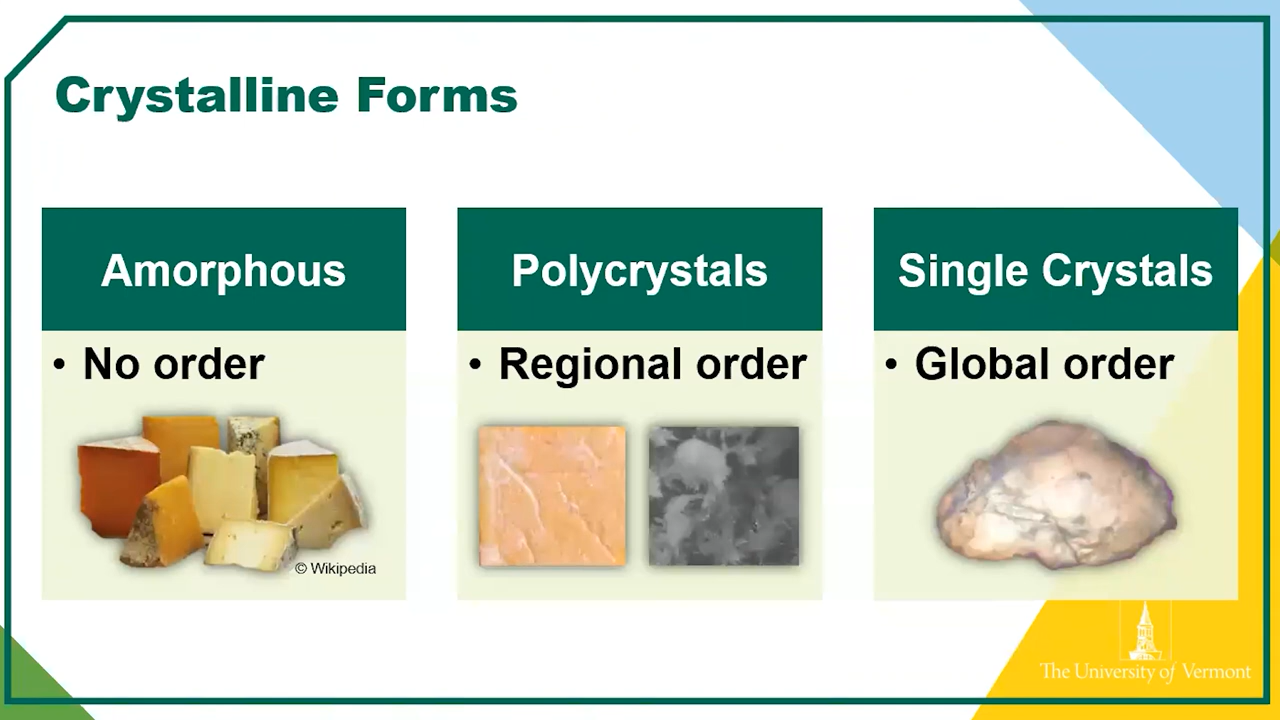 Crystalline Forms
Amorphous
• No order
© Wikipedia
Polycrystals
• Regional order
Single Crystals
• Global order
The University of Vermont